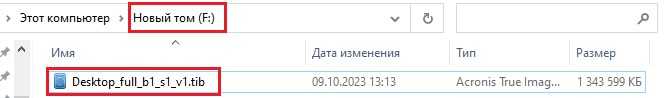 Этот компьютер › Новый том (F:)
Имя Дата изменения Тип Размер
Desktop_full_b1_s1_v1.tib 09.10.2023 13:13 Acronis True Imag... 1 343 599 КБ